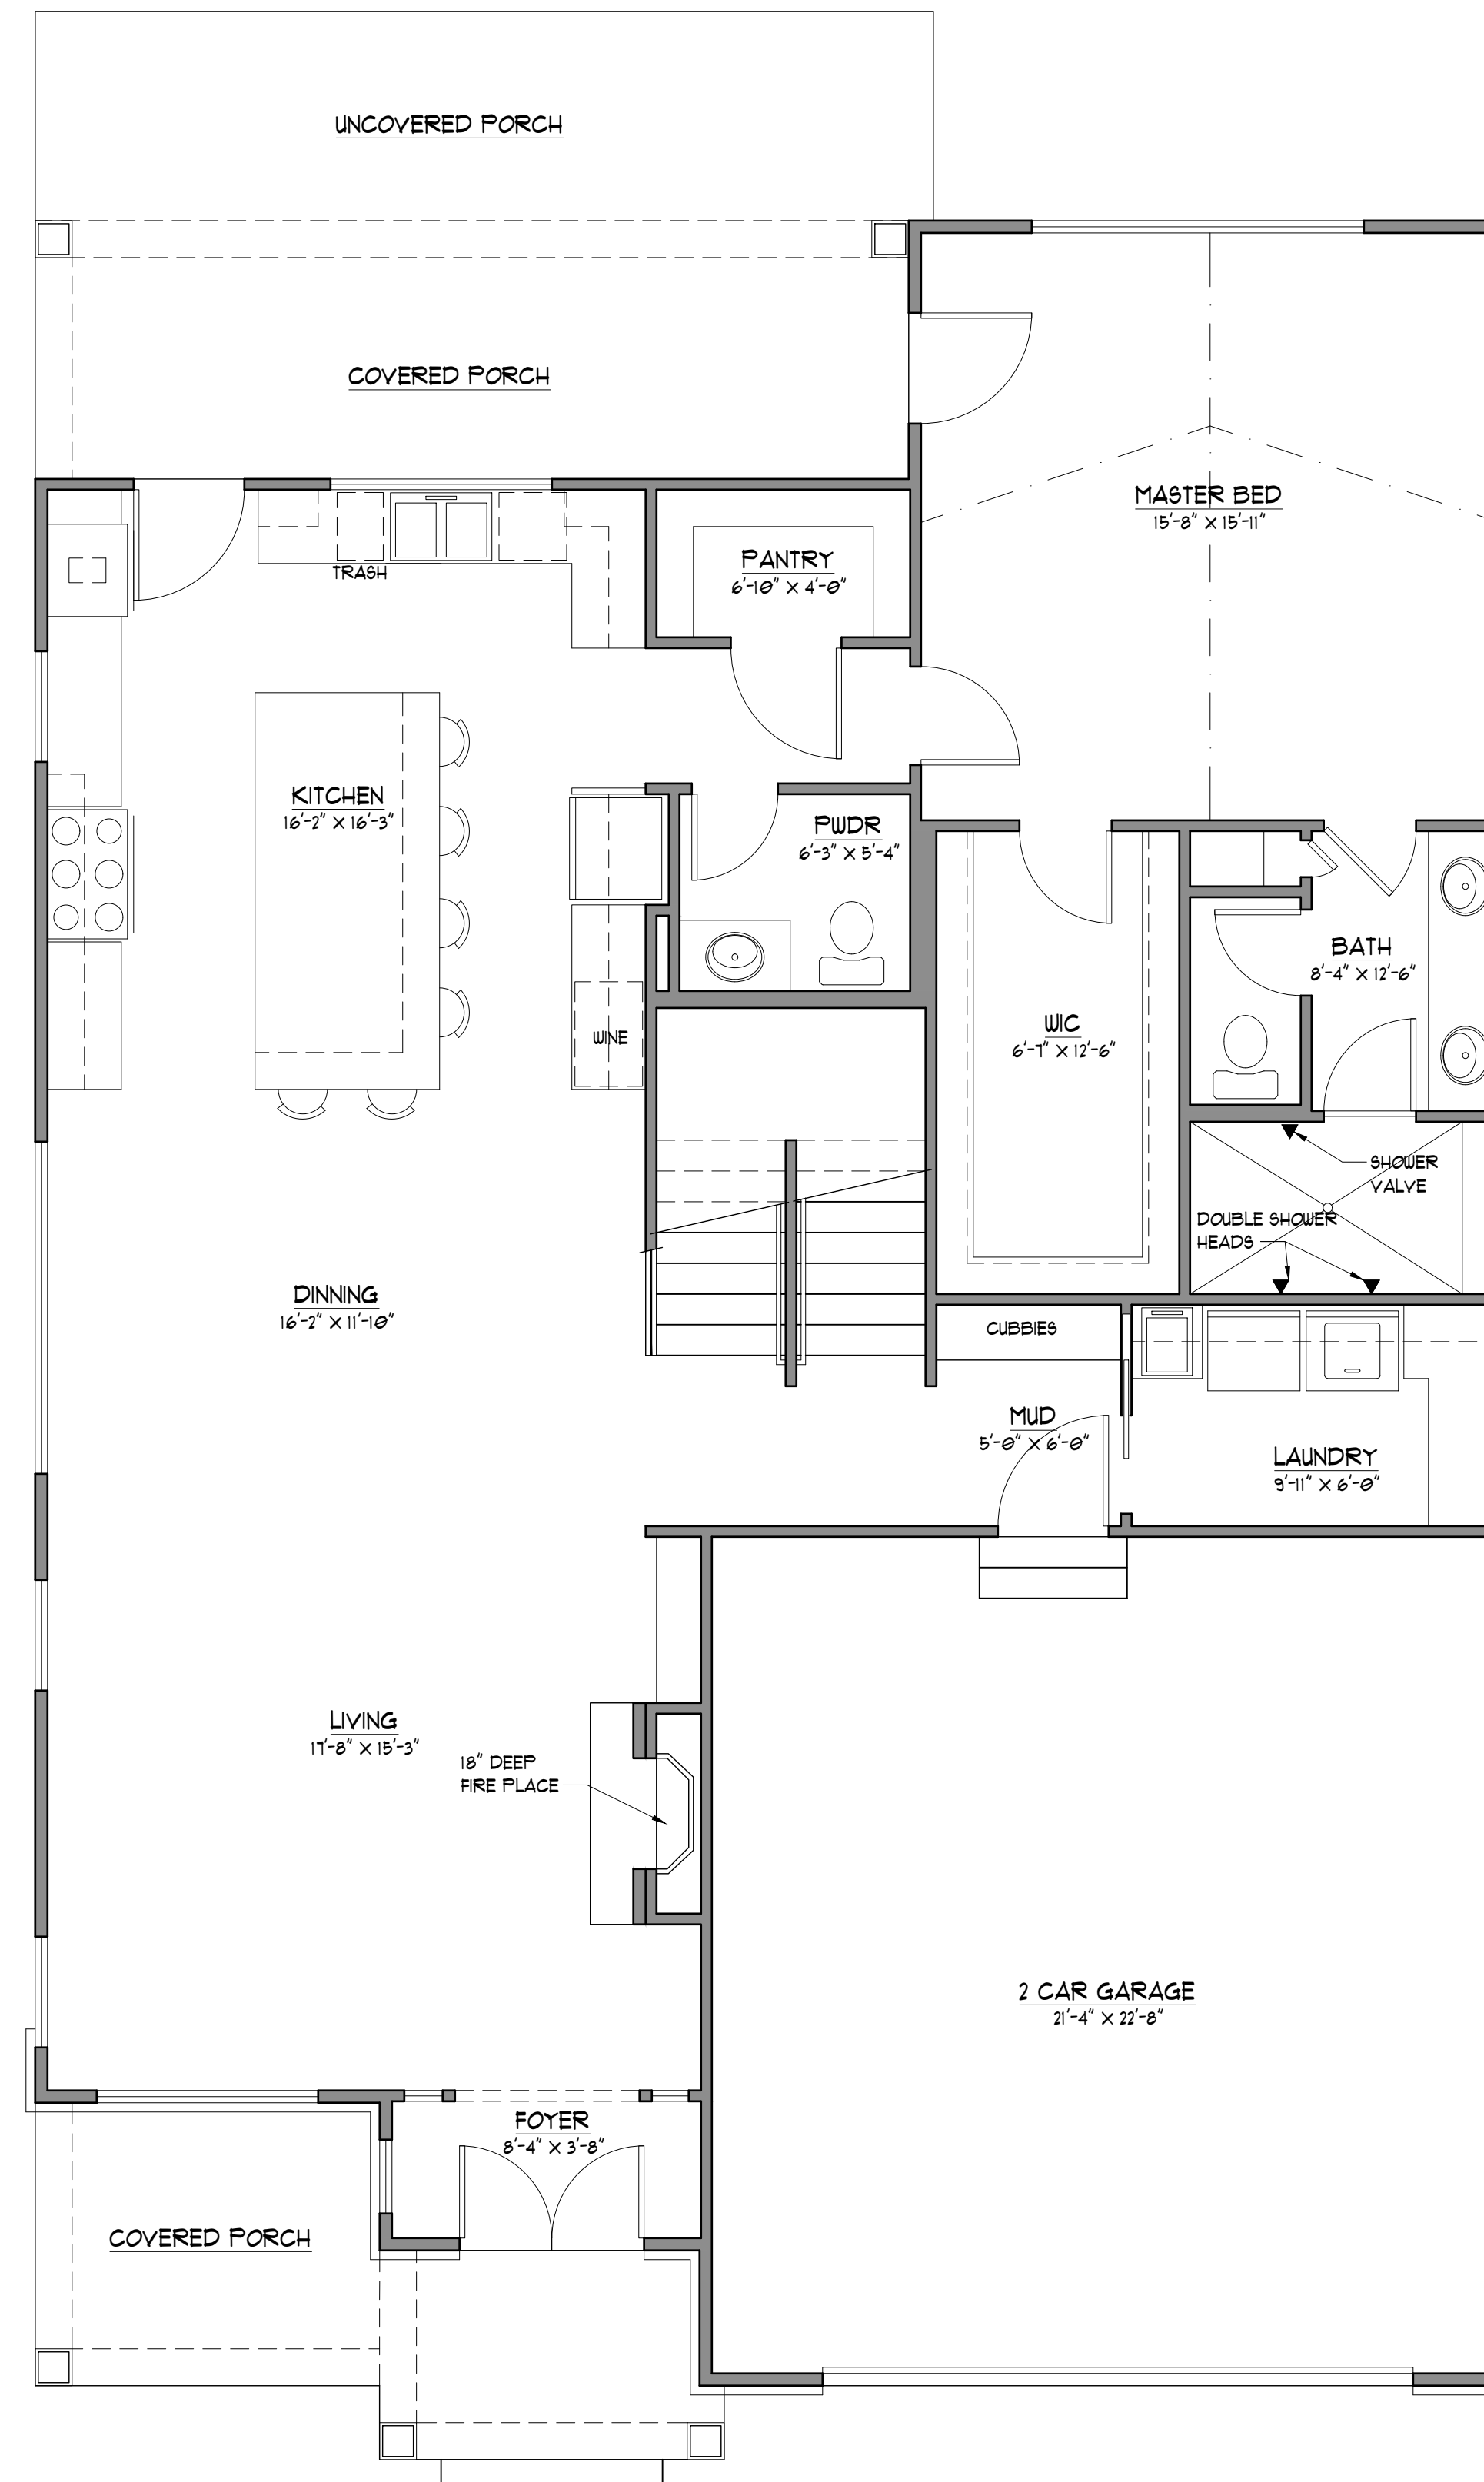 UNCOVERED PORCH
COVERED PORCH
MASTER BED
15'-8" X 15'-11"
PANTRY
6'-10" X 4'-0"
TRASH
KITCHEN
16'-2" X 16'-3"
PWDR
6'-3" X 5'-4"
BATH
8'-4" X 12'-6"
WIC
6'-7" X 12'-6"
WINE
SHOWER
VALVE
DOUBLE SHOWER
HEADS
DINNING
16'-2" X 11'-10"
CUBBIES
MUD
5'-0" X 6'-0"
LAUNDRY
9'-11" X 6'-0"
LIVING
17'-8" X 15'-3"
18" DEEP
FIRE PLACE
2 CAR GARAGE
21'-4" X 22'-8"
FOYER
8'-4" X 3'-8"
COVERED PORCH